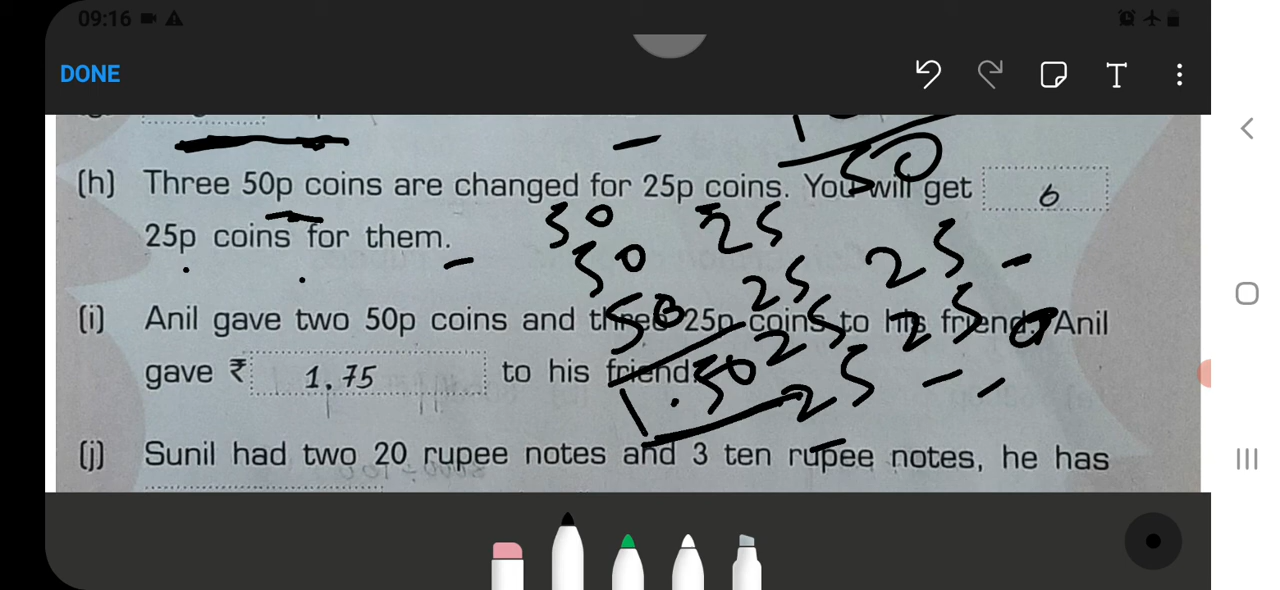 09:16
DONE
T
50
(h) Three 50p coins are changed for 25p coins. You will get 6
25p coins for them.
50 25
50 25
50 25 25
(i) Anil gave two 50p coins and three 25p coins to his friend. Anil
25 25
gave ₹ 1.75 to his friend.
1.50 25
(j) Sunil had two 20 rupee notes and 3 ten rupee notes, he has